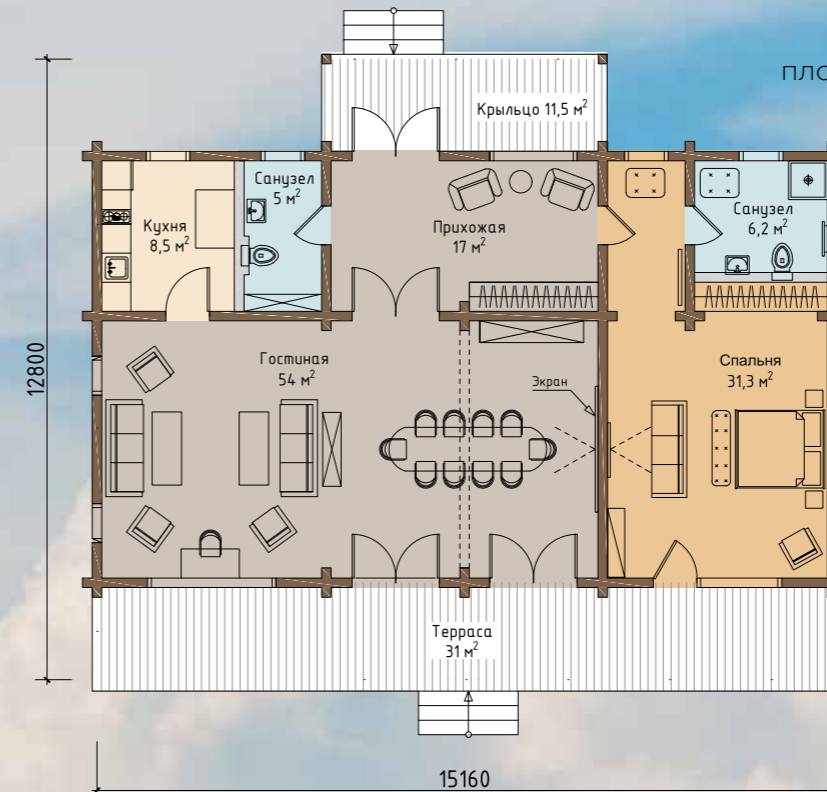 ПЛО
Крыльцо 11,5 м²
Санузел
5 м²
Кухня
8,5 м²
Прихожая
17 м²
Санузел
6,2 м²
12800
Гостиная
54 м²
Экран
Спальня
31,3 м²
Терраса
31 м²
15160